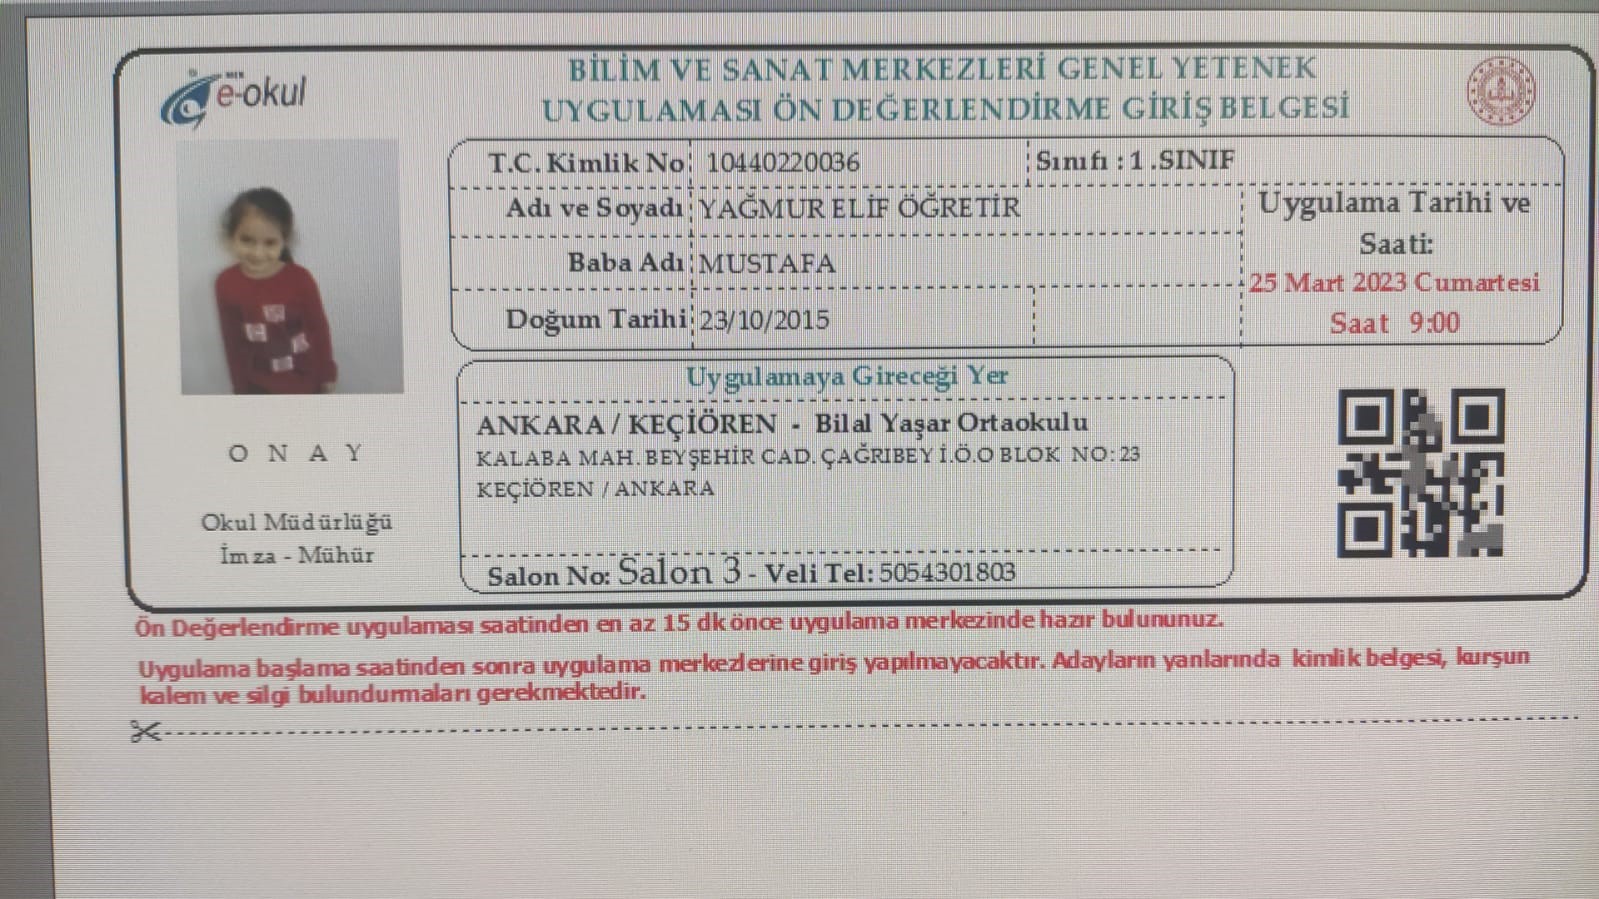 MEB
e-okul
BİLİM VE SANAT MERKEZLERİ GENEL YETENEK
UYGULAMASI ÖN DEĞERLENDİRME GİRİŞ BELGESİ
T.C. Kimlik No 10440220036 Sınıfı : 1 .SINIF
Adı ve Soyadı YAĞMUR ELİF ÖĞRETİR
Baba Adı MUSTAFA
Doğum Tarihi 23/10/2015
Uygulama Tarihi ve
Saati:
25 Mart 2023 Cumartesi
Saat 9:00
Uygulamaya Gireceği Yer
ANKARA / KEÇİÖREN - Bilal Yaşar Ortaokulu
KALABA MAH. BEYŞEHİR CAD. ÇAĞRIBEY İ.Ö.O BLOK NO: 23
KEÇİÖREN / ANKARA
Salon No: Salon 3 - Veli Tel: 5054301803
O N A Y
Okul Müdürlüğü
İmza - Mühür
Ön Değerlendirme uygulaması saatinden en az 15 dk önce uygulama merkezinde hazır bulununuz.
Uygulama başlama saatinden sonra uygulama merkezlerine giriş yapılmayacaktır. Adayların yanlarında kimlik belgesi, kurşun
kalem ve silgi bulundurmaları gerekmektedir.